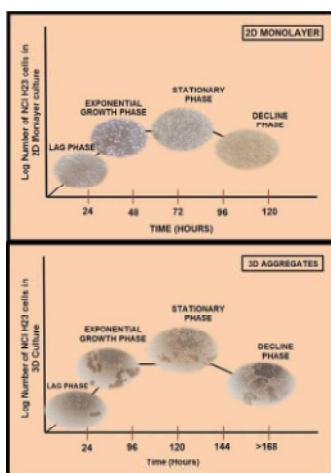 2D MONOLAYER
Log Number of NCI H23 cells in
2D Monlayer culture
STATIONARY
PHASE
EXPONENTIAL
GROWTH PHASE
DECLINE
PHASE
LAG PHASE
24 48 72 96 120
TIME (HOURS)
3D AGGREGATES
Log Number of NCI H23 cells in
3D Culture
STATIONARY
PHASE
EXPONENTIAL
GROWTH PHASE
DECLINE
PHASE
LAG PHASE
24 96 120 144 >168
Time (Hours)